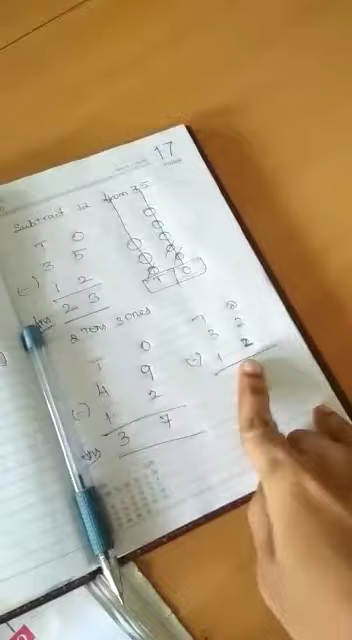 17
Subtract 12 from 35
T O
3 5
(-) 1 2
Ans 2 3
2 Tens 3 ones
T O
T O
4 9
(-) 1 2
Ans 3 7
T O
3 2
(-) 1 2